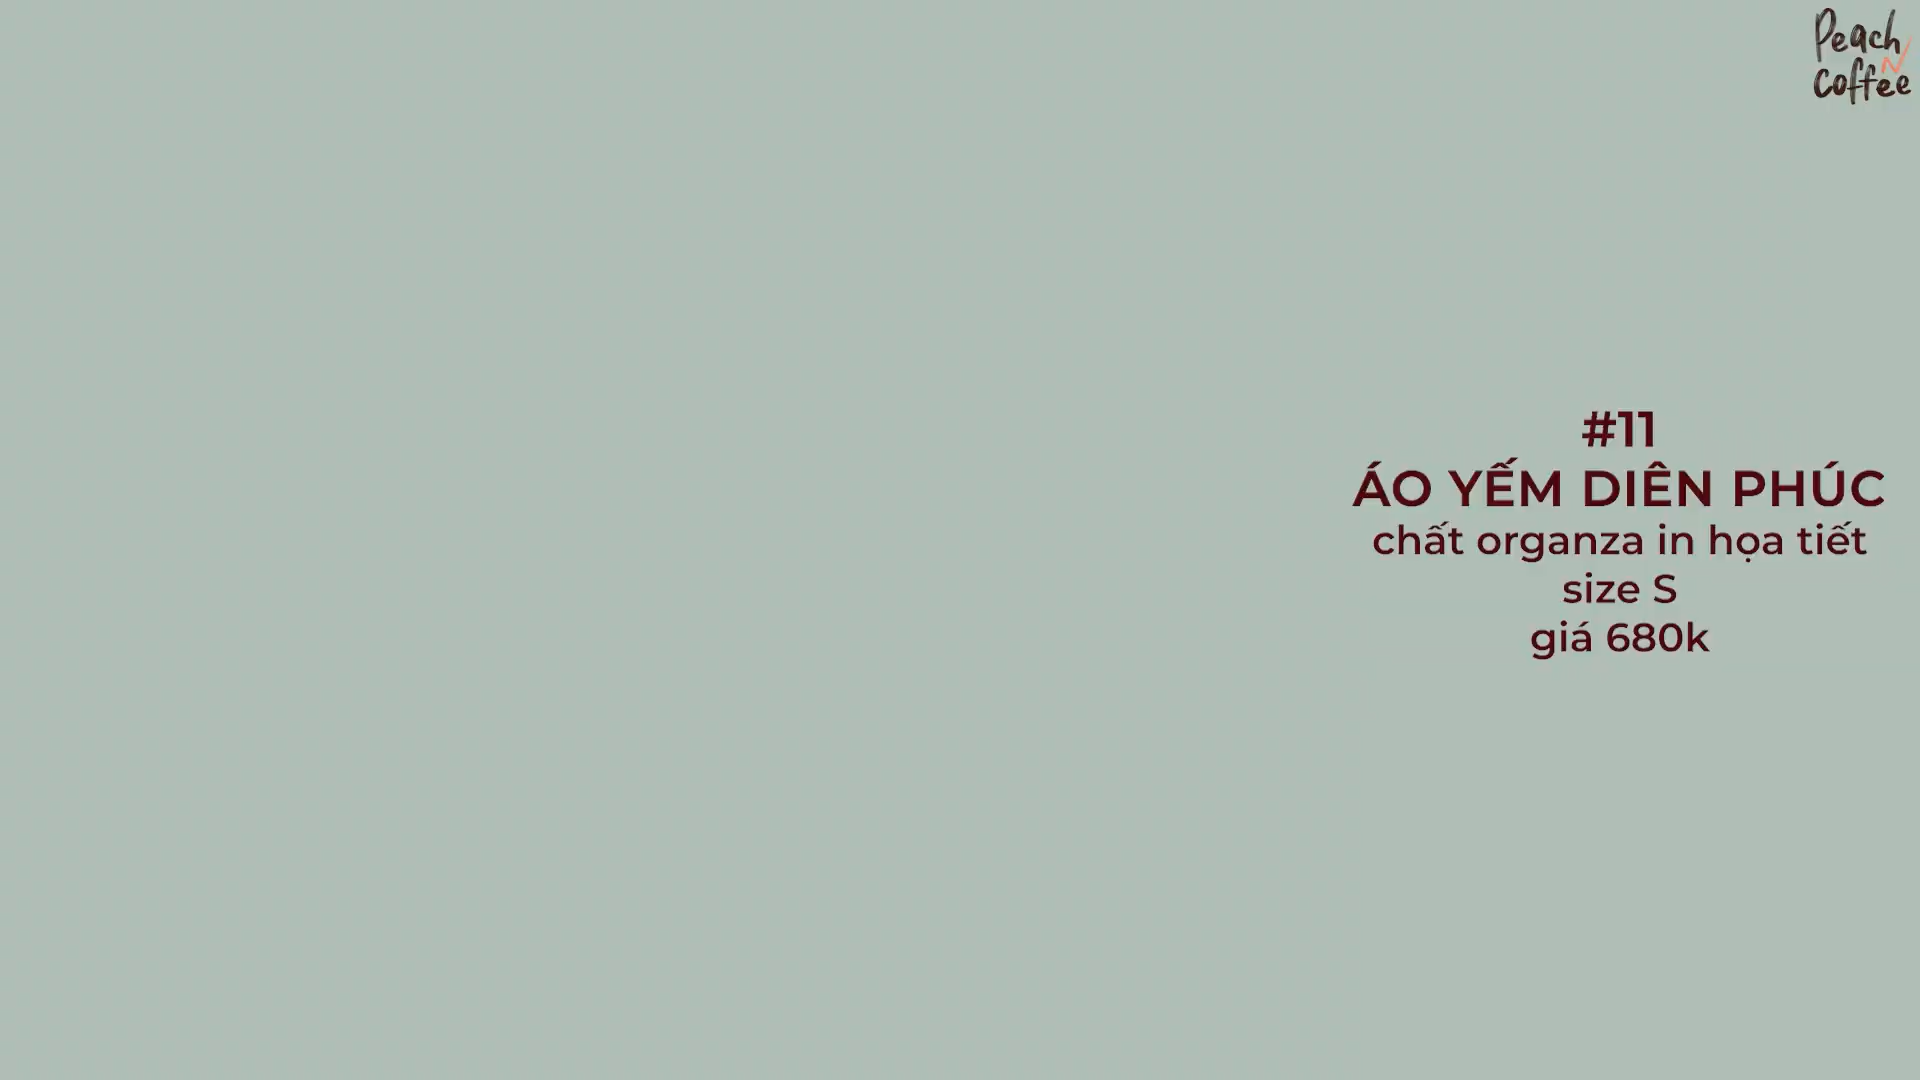 Peach
N
Coffee
#11
ÁO YẾM DIÊN PHÚC
chất organza in họa tiết
size S
giá 680k